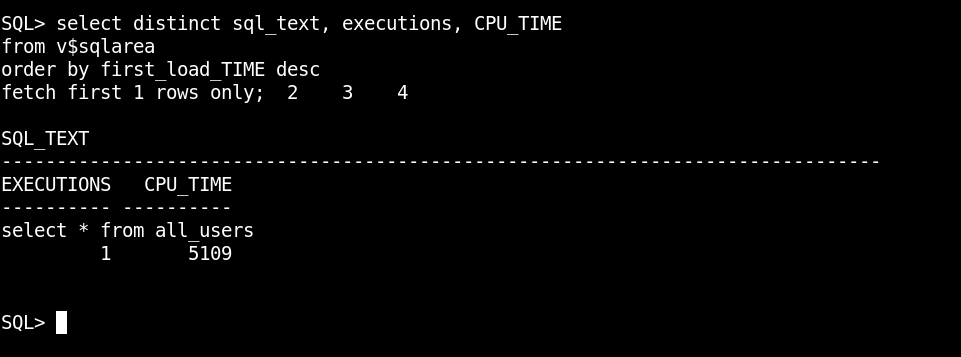 SQL> select distinct sql_text, executions, CPU_TIME
from v$sqlarea
order by first_load_TIME desc
fetch first 1 rows only;  2    3    4

SQL_TEXT
--------------------------------------------------------------------------------
EXECUTIONS   CPU_TIME
---------- ----------
select * from all_users
         1       5109


SQL>